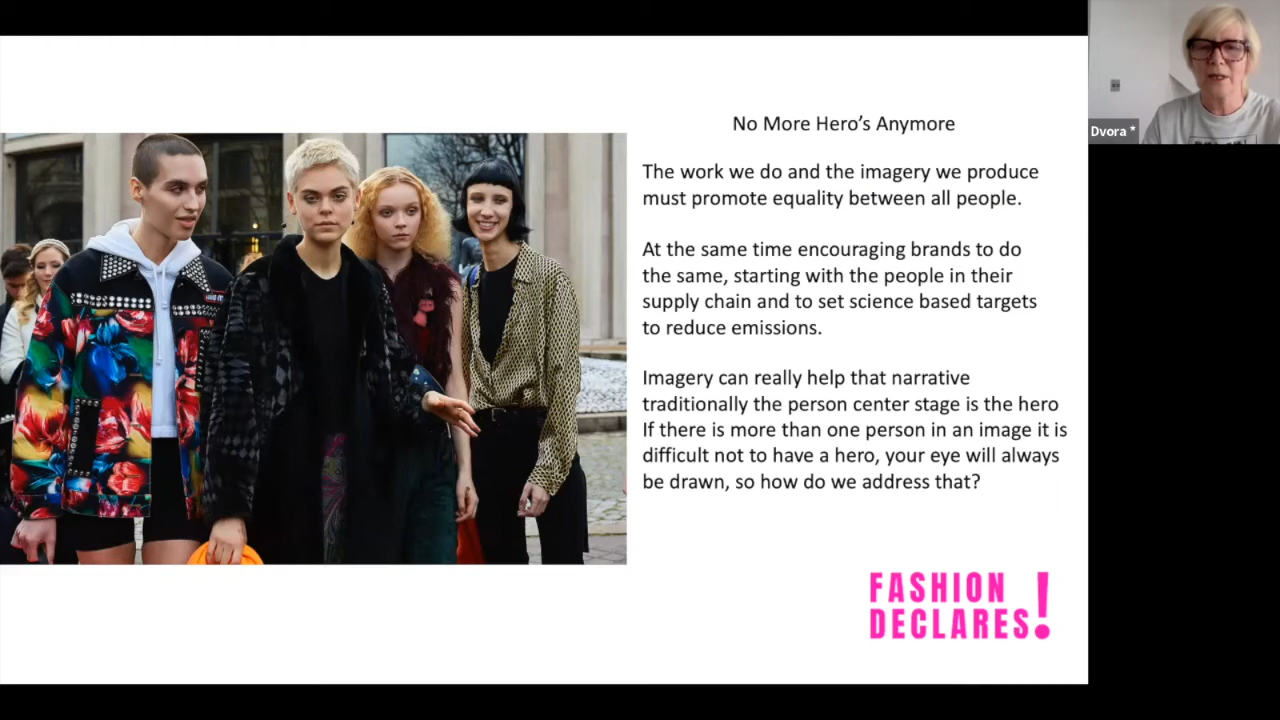 No More Hero's Anymore
The work we do and the imagery we produce
must promote equality between all people.
At the same time encouraging brands to do
the same, starting with the people in their
supply chain and to set science based targets
to reduce emissions.
Imagery can really help that narrative
traditionally the person center stage is the hero
If there is more than one person in an image it is
difficult not to have a hero, your eye will always
be drawn, so how do we address that?
FASHION
DECLARES!
Dvora *